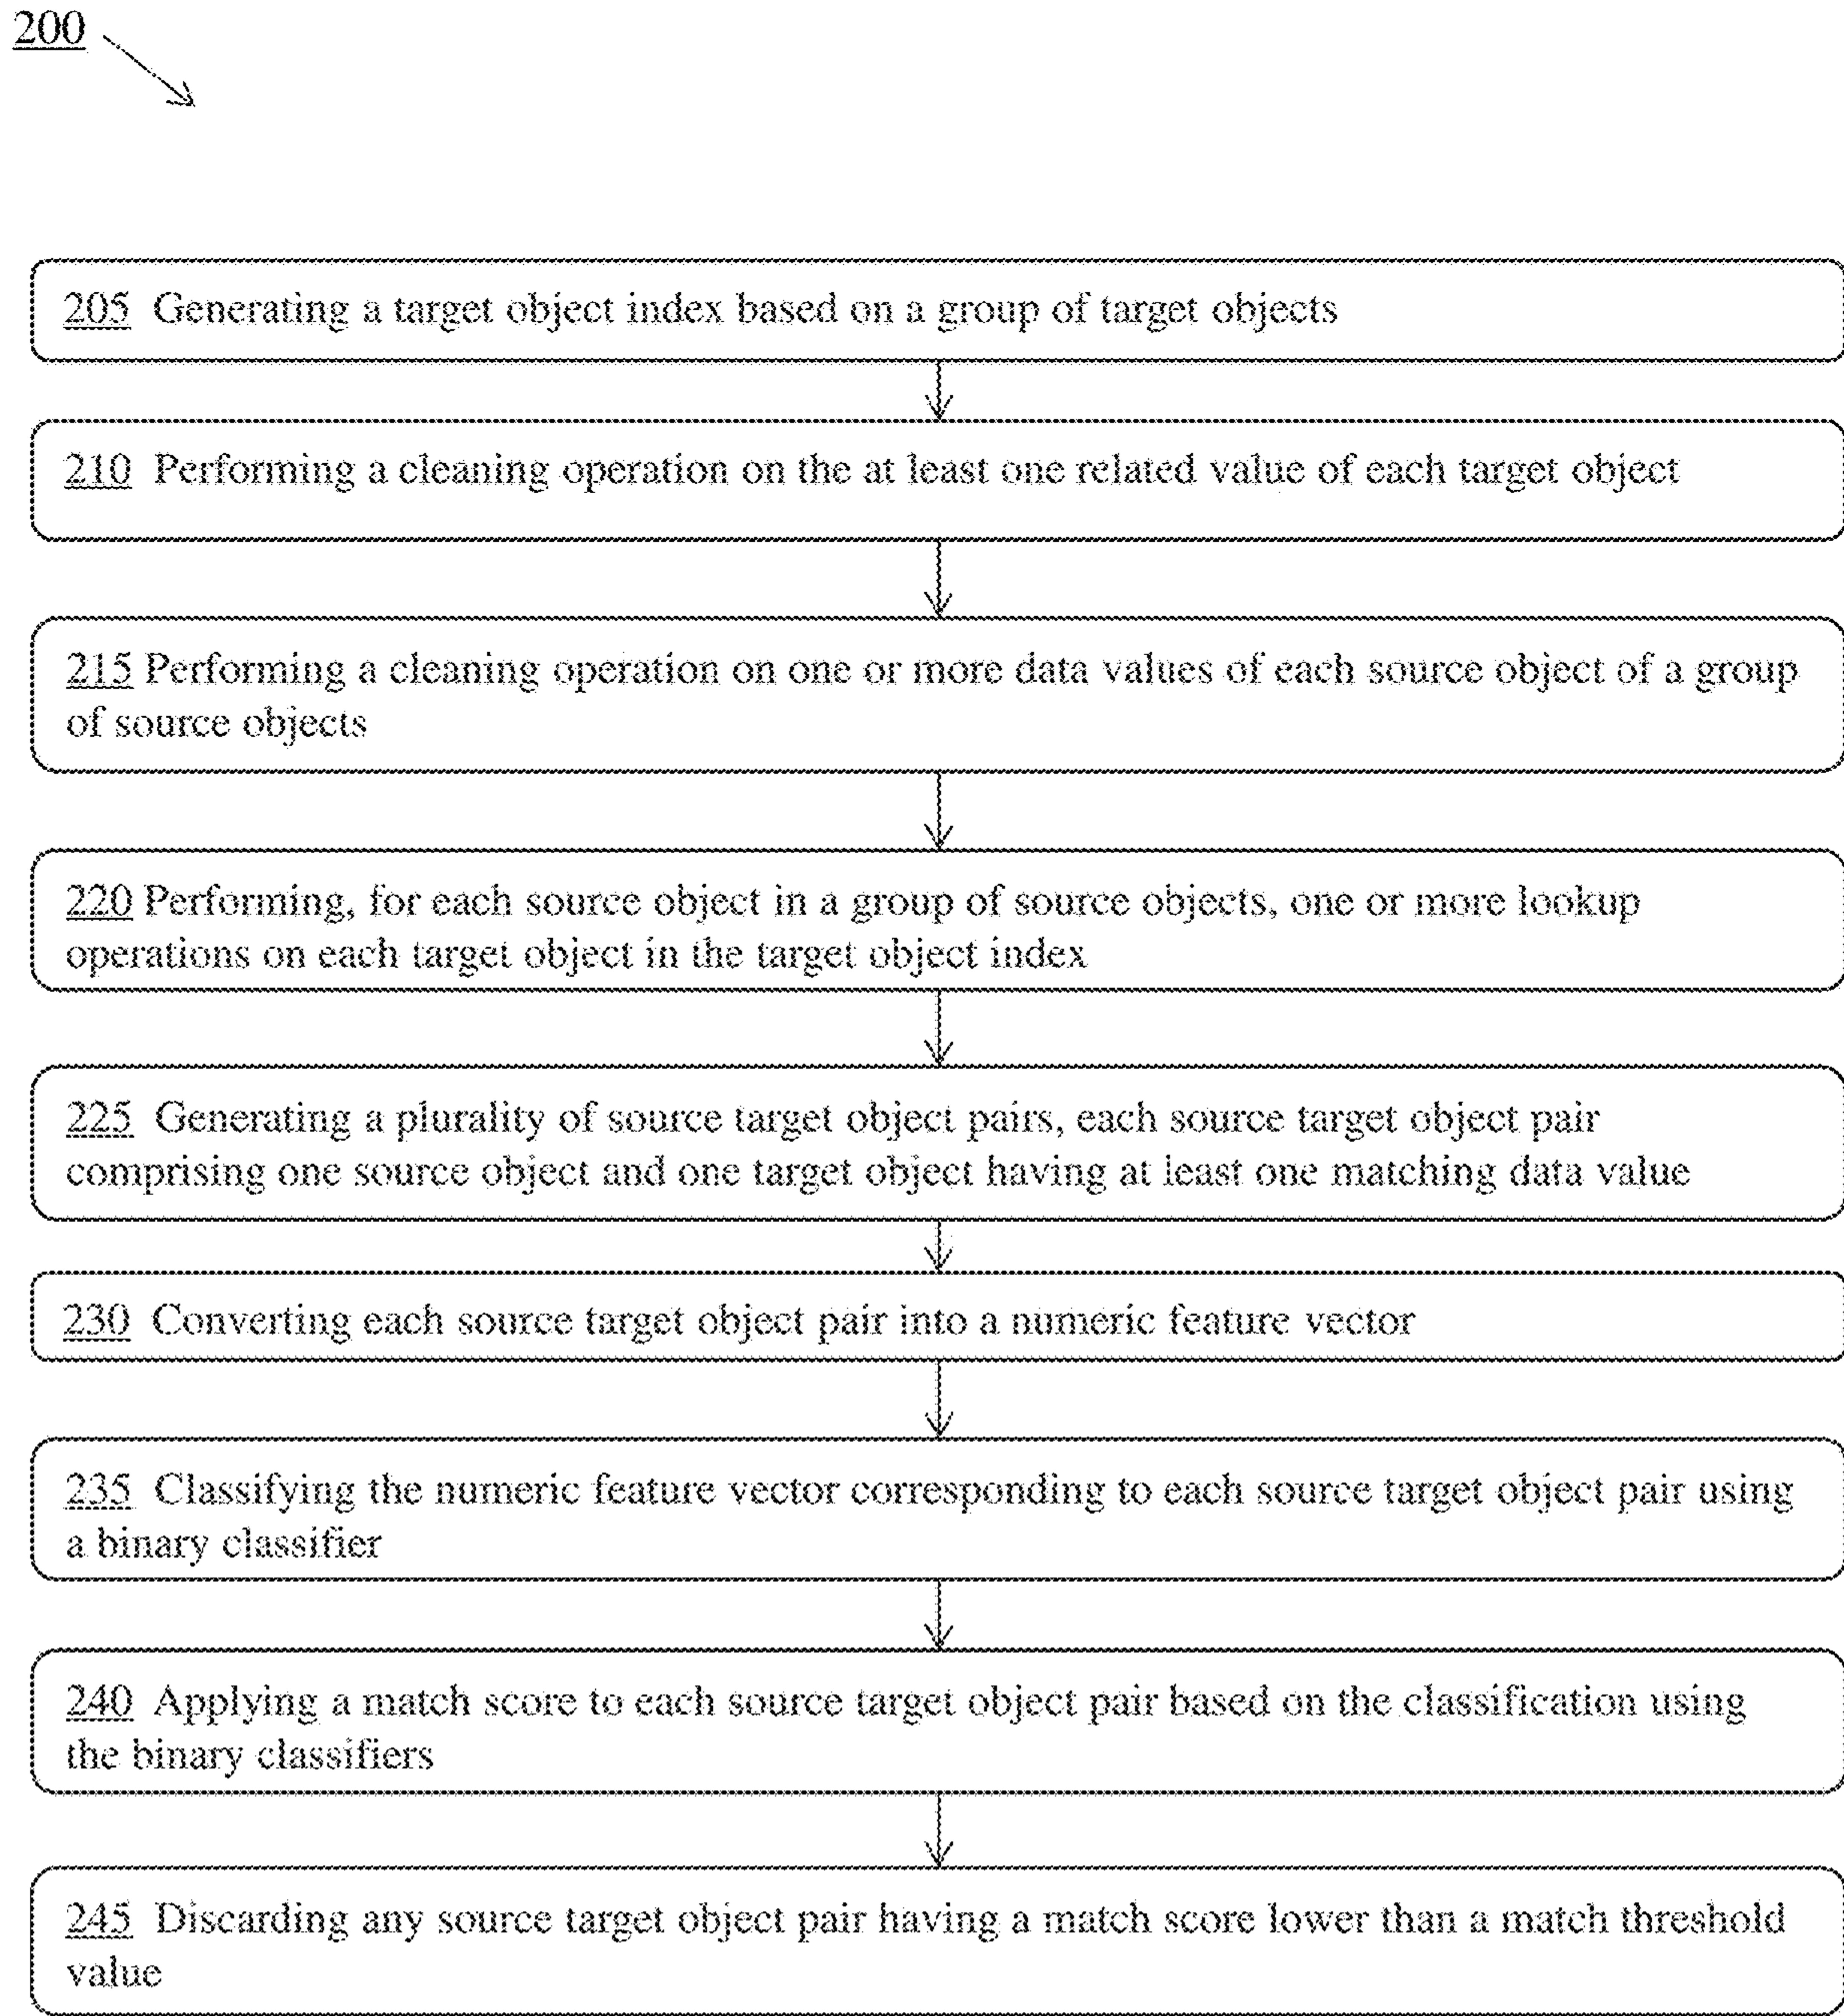 200
205 Generating a target object index based on a group of target objects
210 Performing a cleaning operation on the at least one related value of each target object
215 Performing a cleaning operation on one or more data values of each source object of a group
of source objects
220 Performing, for each source object in a group of source objects, one or more lookup
operations on each target object in the target object index
225 Generating a plurality of source target object pairs, each source target object pair
comprising one source object and one target object having at least one matching data value
230 Converting each source target object pair into a numeric feature vector
235 Classifying the numeric feature vector corresponding to each source target object pair using
a binary classifier
240 Applying a match score to each source target object pair based on the classification using
the binary classifiers
245 Discarding any source target object pair having a match score lower than a match threshold
value